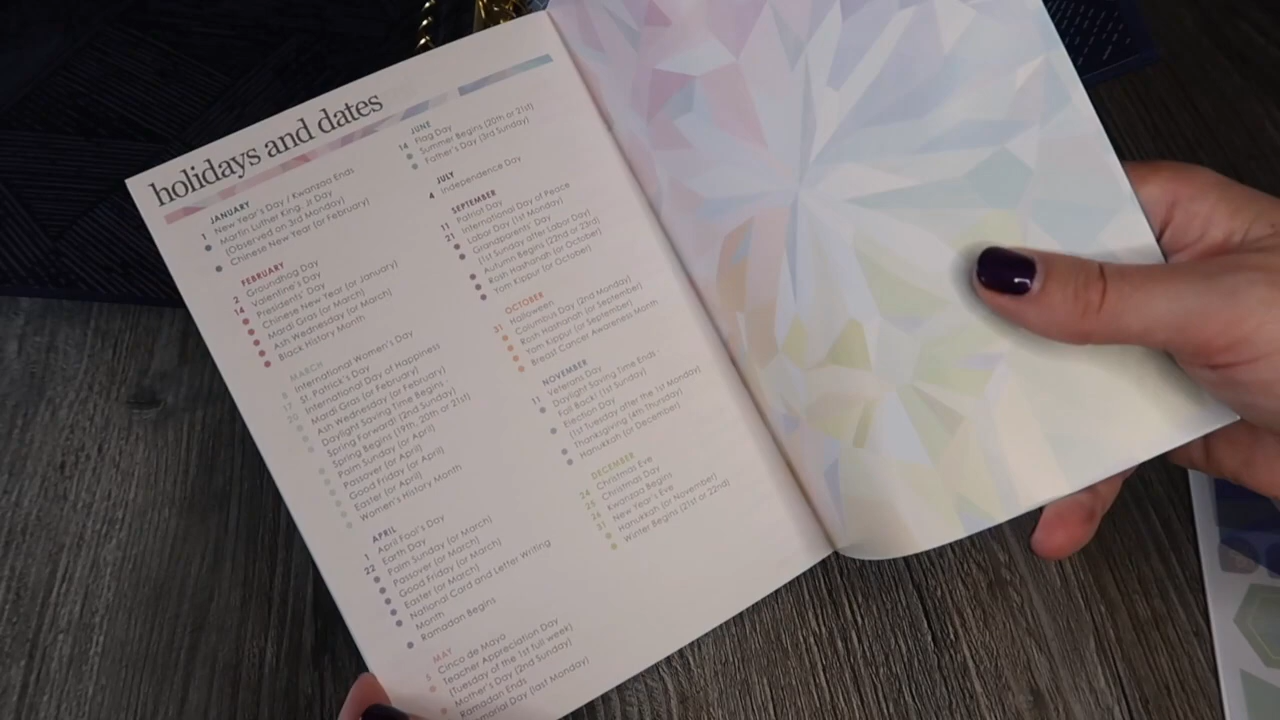 holidays and dates
JANUARY
1 New Year's Day / Kwanzaa Ends
Martin Luther King, Jr Day
(Observed on 3rd Monday)
Chinese New Year (or February)
FEBRUARY
2 Groundhog Day
14 Valentine's Day
Presidents' Day
Chinese New Year (or January)
Mardi Gras (or March)
Ash Wednesday (or March)
Black History Month
MARCH
8 International Women's Day
17 St. Patrick's Day
20 International Day of Happiness
Mardi Gras (or February)
Ash Wednesday (or February)
Daylight Saving Time Begins -
Spring Forward! (2nd Sunday)
Spring Begins (19th, 20th or 21st)
Palm Sunday (or April)
Passover (or April)
Good Friday (or April)
Easter (or April)
Women's History Month
APRIL
1 April Fool's Day
22 Earth Day
Palm Sunday (or March)
Passover (or March)
Good Friday (or March)
Easter (or March)
National Card and Letter Writing
Month
Ramadan Begins
MAY
5 Cinco de Mayo
Teacher Appreciation Day
(Tuesday of the 1st full week)
Mother's Day (2nd Sunday)
Ramadan Ends
Memorial Day (last Monday)
JUNE
14 Flag Day
Summer Begins (20th or 21st)
Father's Day (3rd Sunday)
JULY
4 Independence Day
SEPTEMBER
11 Patriot Day
21 International Day of Peace
Labor Day (1st Monday)
Grandparents' Day
(1st Sunday after Labor Day)
Autumn Begins (22nd or 23rd)
Rosh Hashanah (or October)
Yom Kippur (or October)
OCTOBER
31 Halloween
Columbus Day (2nd Monday)
Rosh Hashanah (or September)
Yom Kippur (or September)
Breast Cancer Awareness Month
NOVEMBER
11 Veterans Day
Daylight Saving Time Ends -
Fall Back! (1st Sunday)
Election Day
(1st Tuesday after the 1st Monday)
Thanksgiving (4th Thursday)
Hanukkah (or December)
DECEMBER
24 Christmas Eve
25 Christmas Day
26 Kwanzaa Begins
31 New Year's Eve
Hanukkah (or November)
Winter Begins (21st or 22nd)